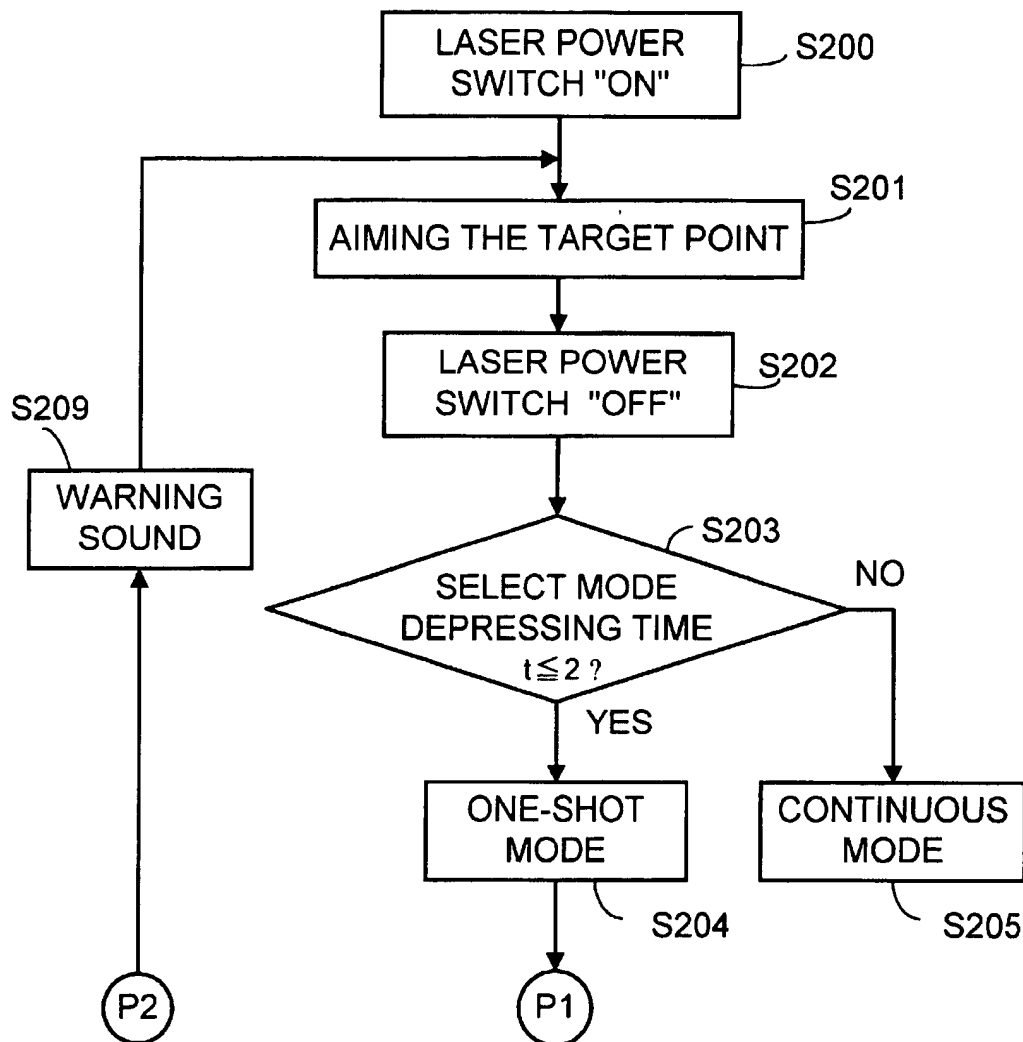 LASER POWER
SWITCH "ON"
S200
S201
AIMING THE TARGET POINT
LASER POWER
SWITCH "OFF"
S202
S209
WARNING
SOUND
S203
SELECT MODE
DEPRESSING TIME
t≦2 ?
NO
YES
ONE-SHOT
MODE
CONTINUOUS
MODE
S204
S205
P2
P1